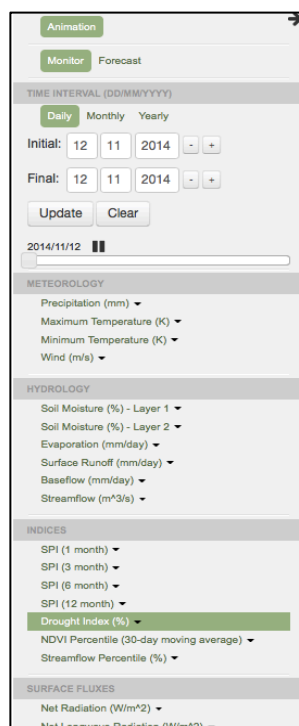 Animation
Monitor Forecast
TIME INTERVAL (DD/MM/YYYY)
Daily Monthly Yearly
Initial: 12 11 2014 - +
Final: 12 11 2014 - +
Update Clear
2014/11/12
METEOROLOGY
Precipitation (mm)
Maximum Temperature (K)
Minimum Temperature (K)
Wind (m/s)
HYDROLOGY
Soil Moisture (%) - Layer 1
Soil Moisture (%) - Layer 2
Evaporation (mm/day)
Surface Runoff (mm/day)
Baseflow (mm/day)
Streamflow (m^3/s)
INDICES
SPI (1 month)
SPI (3 month)
SPI (6 month)
SPI (12 month)
Drought Index (%)
NDVI Percentile (30-day moving average)
Streamflow Percentile (%)
SURFACE FLUXES
Net Radiation (W/m^2)
Net Longwave Radiation (W/m^2)